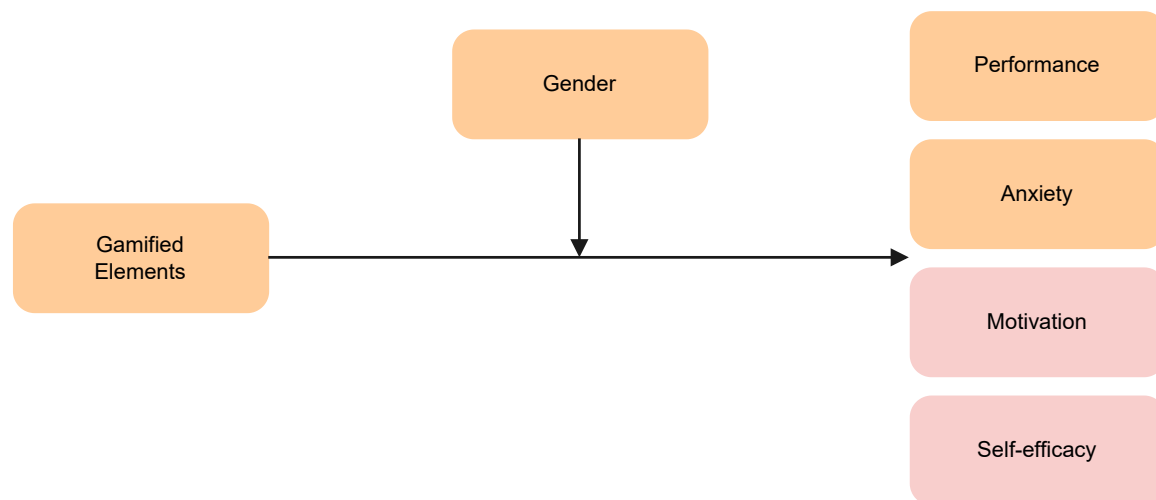 Gender
Performance
Anxiety
Gamified
Elements
Motivation
Self-efficacy